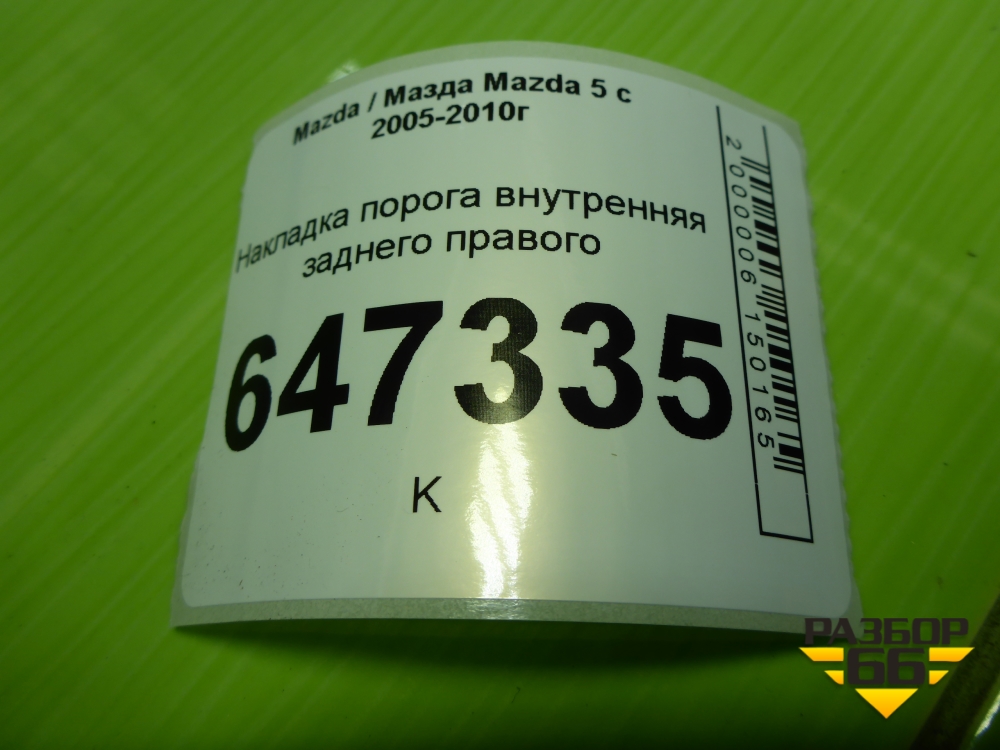 Mazda / Мазда Mazda 5 с
2005-2010г
Накладка порога внутренняя
заднего правого
647335
К
2000006150165
РАЗБОР
66